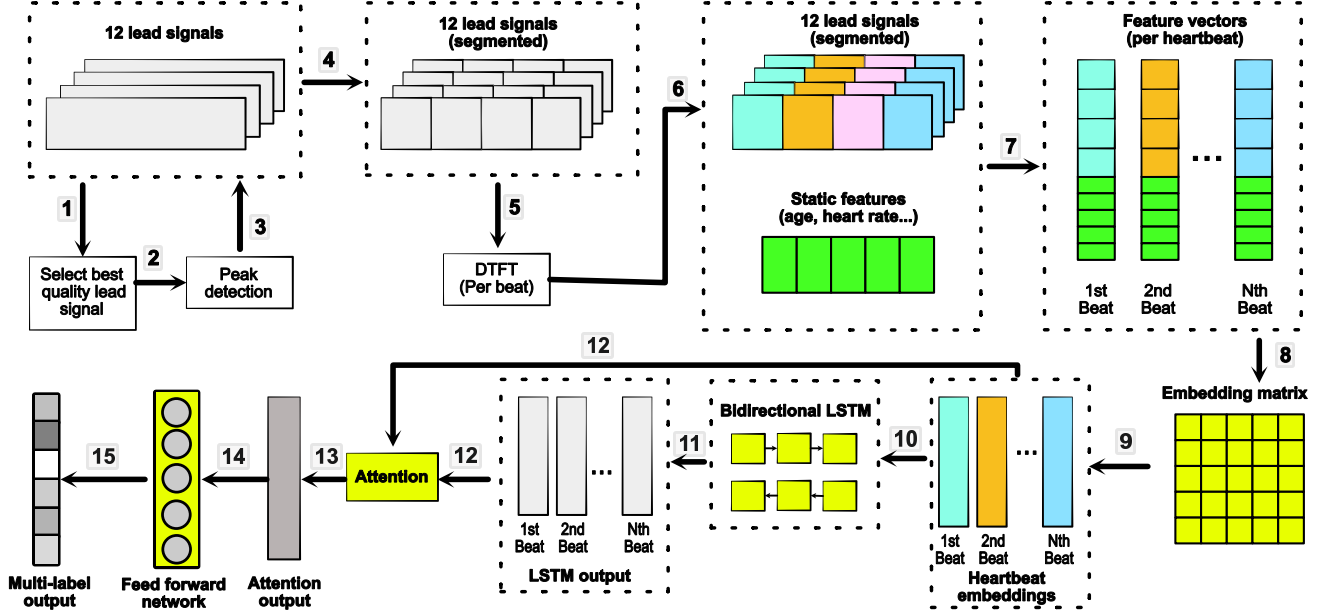 12 lead signals
4
12 lead signals
(segmented)
6
12 lead signals
(segmented)
7
Feature vectors
(per heartbeat)
...
1
2
3
5
Select best
quality lead
signal
Peak
detection
DTFT
(Per beat)
Static features
(age, heart rate...)
1st
Beat
2nd
Beat
Nth
Beat
8
Embedding matrix
9
12
...
1st
Beat
2nd
Beat
Nth
Beat
Heartbeat
embeddings
10
Bidirectional LSTM
11
...
1st
Beat
2nd
Beat
Nth
Beat
LSTM output
12
Attention
13
Attention
output
14
Feed forward
network
15
Multi-label
output